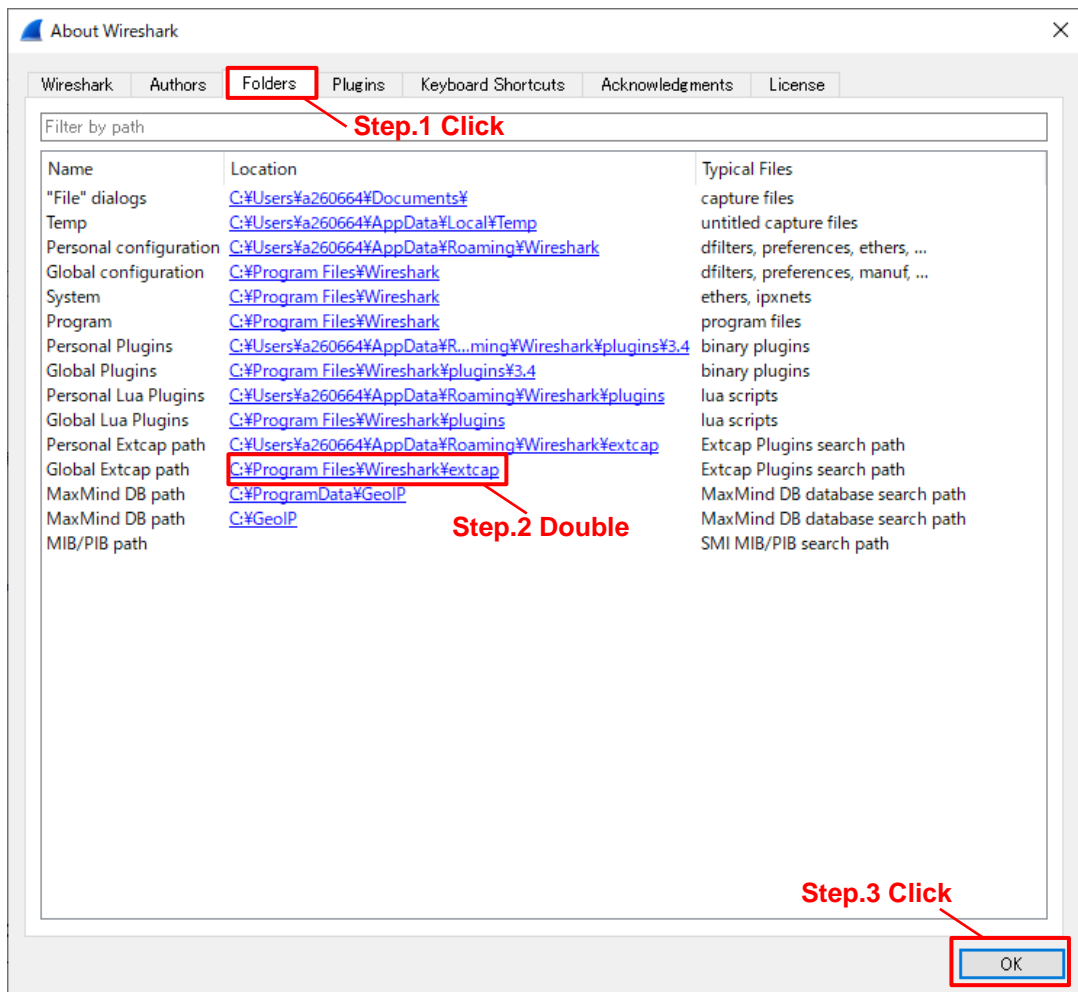 About Wireshark
Wireshark Authors Folders Plugins Keyboard Shortcuts Acknowledgments License
Step.1 Click
Filter by path
Name Location Typical Files
"File" dialogs C:¥Users¥a260664¥Documents¥ capture files
Temp C:¥Users¥a260664¥AppData¥Local¥Temp untitled capture files
Personal configuration C:¥Users¥a260664¥AppData¥Roaming¥Wireshark dfilters, preferences, ethers, ...
Global configuration C:¥Program Files¥Wireshark dfilters, preferences, manuf, ...
System C:¥Program Files¥Wireshark ethers, ipxnets
Program C:¥Program Files¥Wireshark program files
Personal Plugins C:¥Users¥a260664¥AppData¥R...ming¥Wireshark¥plugins¥3.4 binary plugins
Global Plugins C:¥Program Files¥Wireshark¥plugins¥3.4 binary plugins
Personal Lua Plugins C:¥Users¥a260664¥AppData¥Roaming¥Wireshark¥plugins lua scripts
Global Lua Plugins C:¥Program Files¥Wireshark¥plugins lua scripts
Personal Extcap path C:¥Users¥a260664¥AppData¥Roaming¥Wireshark¥extcap Extcap Plugins search path
Global Extcap path C:¥Program Files¥Wireshark¥extcap Extcap Plugins search path
MaxMind DB path C:¥ProgramData¥GeoIP MaxMind DB database search path
MaxMind DB path C:¥GeoIP MaxMind DB database search path
Step.2 Double
MIB/PIB path SMI MIB/PIB search path
Step.3 Click
OK